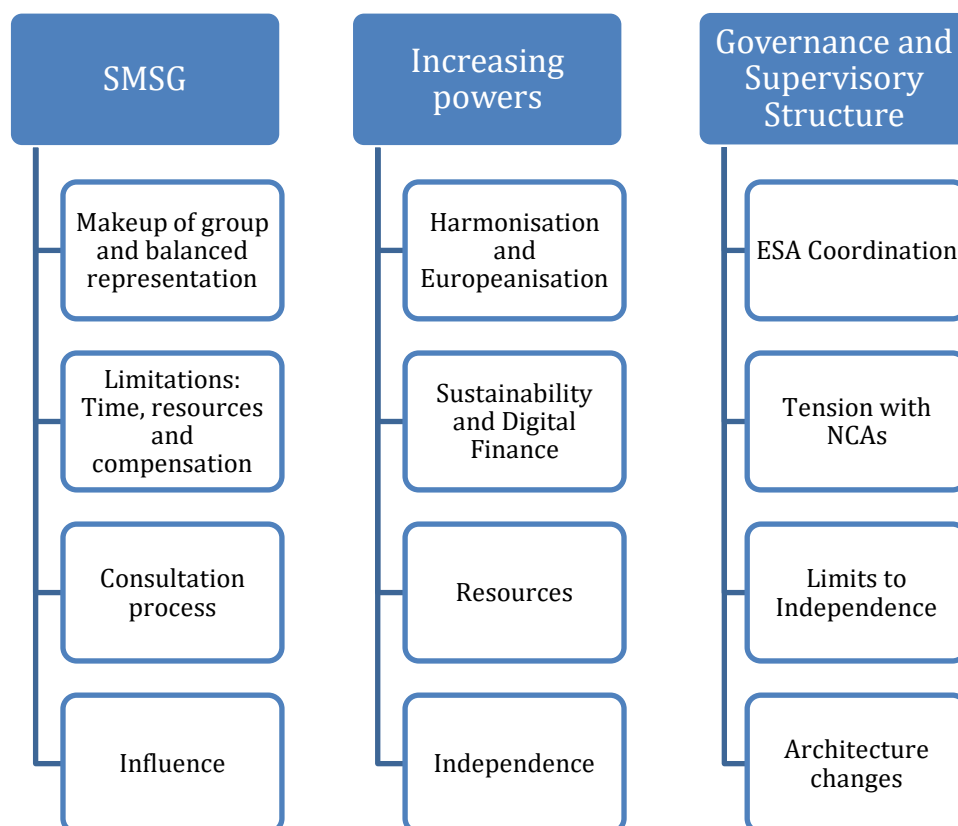 SMSG
Makeup of group
and balanced
representation
Limitations:
Time, resources
and
compensation
Consultation
process
Influence
Increasing
powers
Harmonisation
and
Europeanisation
Sustainability
and Digital
Finance
Resources
Independence
Governance and
Supervisory
Structure
ESA Coordination
Tension with
NCAs
Limits to
Independence
Architecture
changes